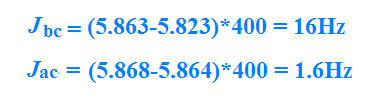 Jbc = (5.863-5.823)*400 = 16Hz
Jac = (5.868-5.864)*400 = 1.6Hz